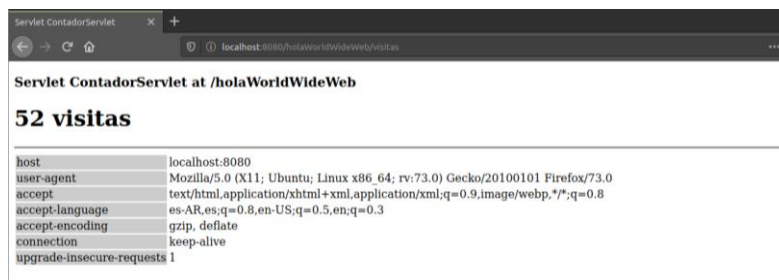 Servlet ContadorServlet
localhost:8080/holaWorldWideWeb/visitas
Servlet ContadorServlet at /holaWorldWideWeb
52 visitas
host localhost:8080
user-agent Mozilla/5.0 (X11; Ubuntu; Linux x86_64; rv:73.0) Gecko/20100101 Firefox/73.0
accept text/html,application/xhtml+xml,application/xml;q=0.9,image/webp,*/*;q=0.8
accept-language es-AR,es;q=0.8,en-US;q=0.5,en;q=0.3
accept-encoding gzip, deflate
connection keep-alive
upgrade-insecure-requests 1